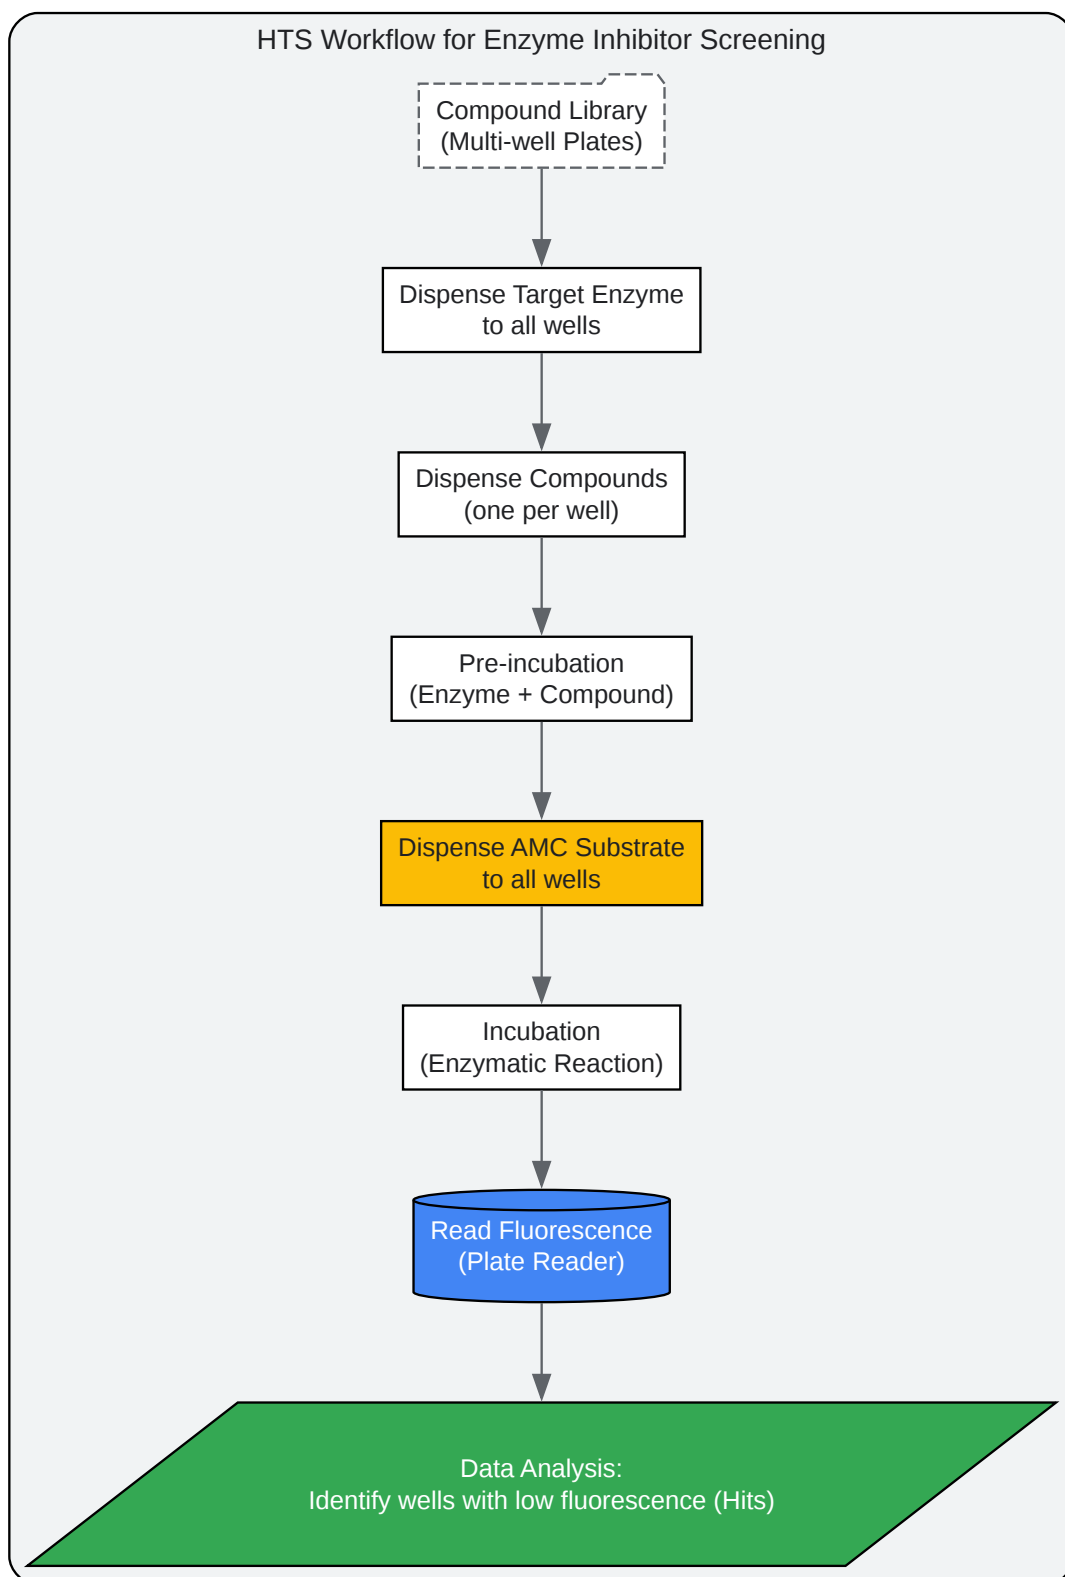 HTS Workflow for Enzyme Inhibitor Screening
Compound Library
(Multi-well Plates)
Dispense Target Enzyme
to all wells
Dispense Compounds
(one per well)
Pre-incubation
(Enzyme + Compound)
Dispense AMC Substrate
to all wells
Incubation
(Enzymatic Reaction)
Read Fluorescence
(Plate Reader)
Data Analysis:
Identify wells with low fluorescence (Hits)